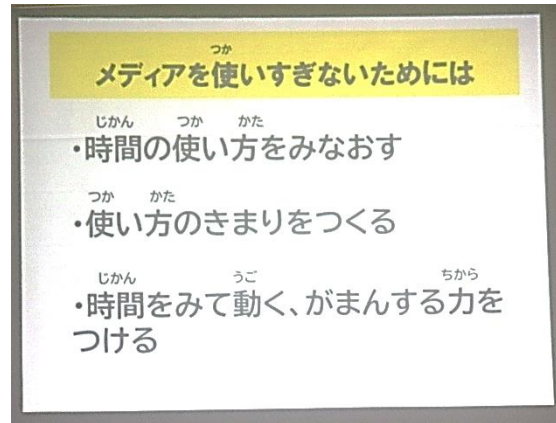 メディアを使いすぎないためには
・時間の使い方をみなおす
・使い方のきまりをつくる
・時間をみて動く、がまんする力を
つける